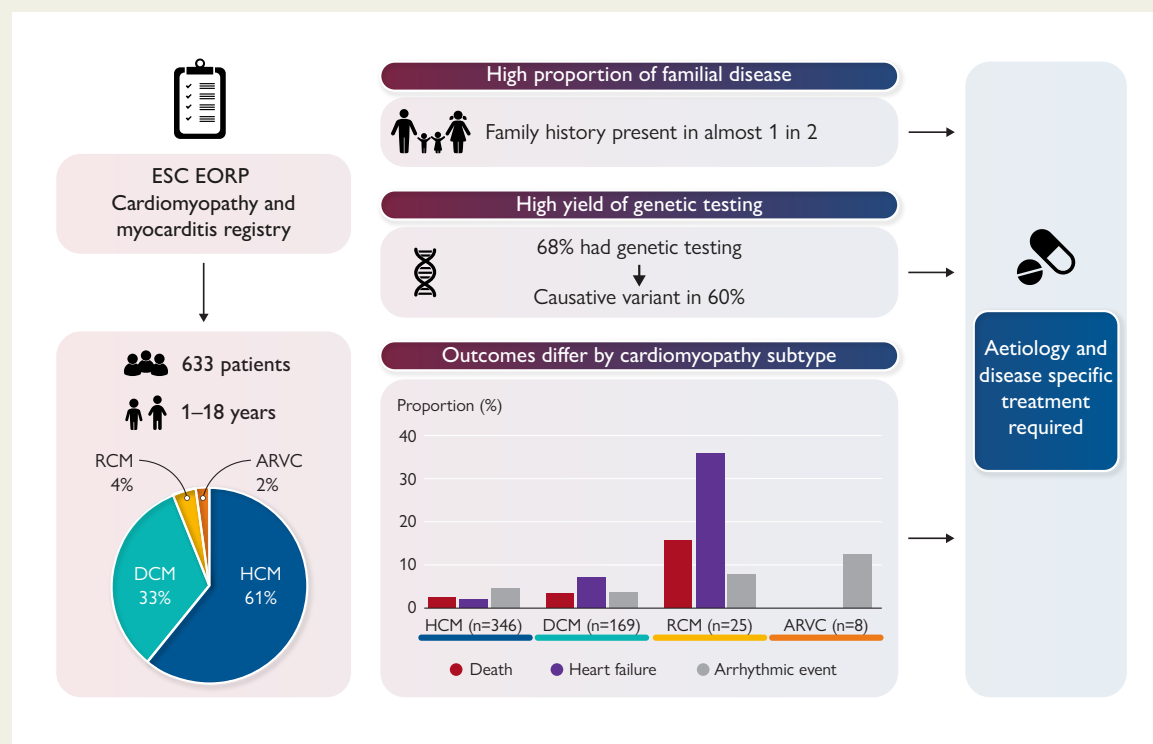 ESC EORP
Cardiomyopathy and
myocarditis registry
633 patients
1–18 years
RCM
4%
ARVC
2%
DCM
33%
HCM
61%
High proportion of familial disease
Family history present in almost 1 in 2
High yield of genetic testing
68% had genetic testing
Causative variant in 60%
Outcomes differ by cardiomyopathy subtype
Proportion (%)
40
30
20
10
0
HCM (n=346)
DCM (n=169)
RCM (n=25)
ARVC (n=8)
Death
Heart failure
Arrhythmic event
Aetiology and
disease specific
treatment
required